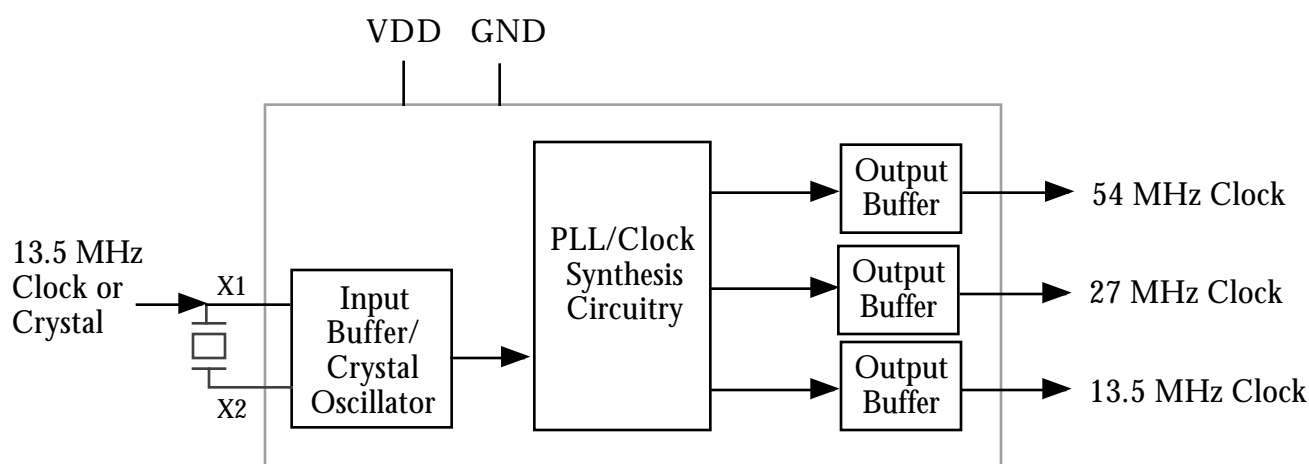 VDD GND
13.5 MHz
Clock or
Crystal
X1
X2
Input
Buffer/
Crystal
Oscillator
PLL/Clock
Synthesis
Circuitry
Output
Buffer
54 MHz Clock
Output
Buffer
27 MHz Clock
Output
Buffer
13.5 MHz Clock